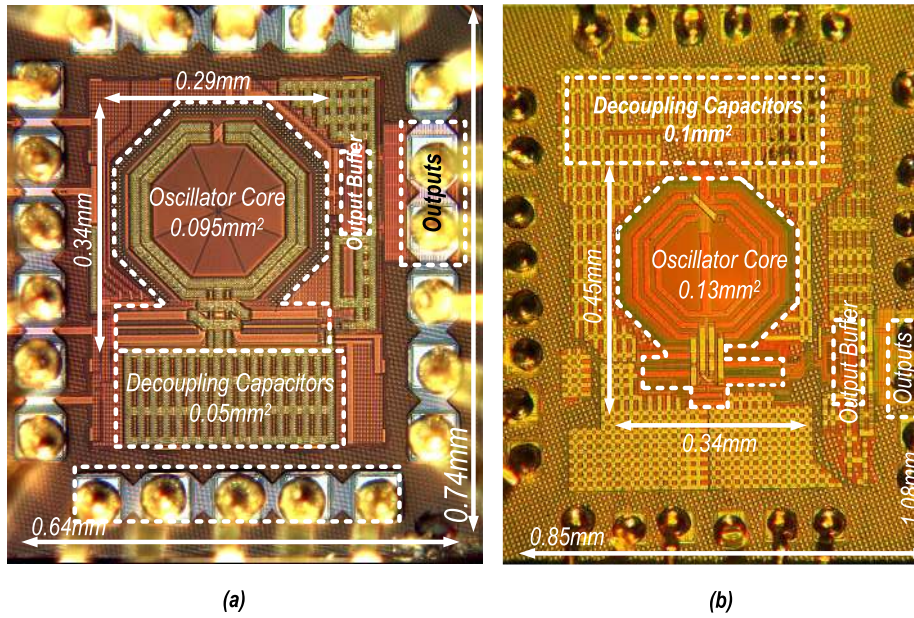 0.29mm
0.34mm
Oscillator Core
0.095mm²
Output Buffer
Outputs
Decoupling Capacitors
0.05mm²
0.74mm
0.64mm
(a)
Decoupling Capacitors
0.1mm²
0.45mm
Oscillator Core
0.13mm²
Output Buffer
Outputs
0.34mm
1.08mm
0.85mm
(b)